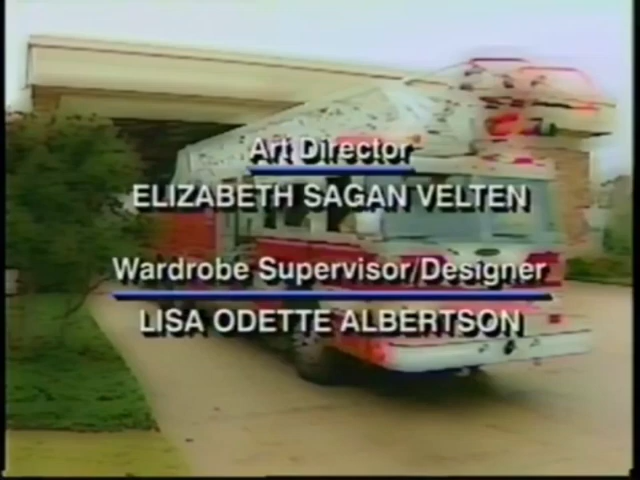 Art Director
ELIZABETH SAGAN VELTEN
Wardrobe Supervisor/Designer
LISA ODETTE ALBERTSON